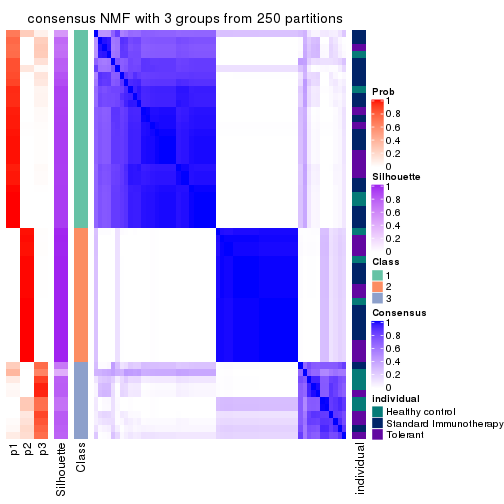 consensus NMF with 3 groups from 250 partitions
Prob
1
0.8
0.6
0.4
0.2
0
Silhouette
1
0.8
0.6
0.4
0.2
0
Class
1
2
3
Consensus
1
0.8
0.6
0.4
0.2
0
individual
Healthy control
Standard Immunotherapy
Tolerant
p1
p2
p3
Silhouette
Class
individual